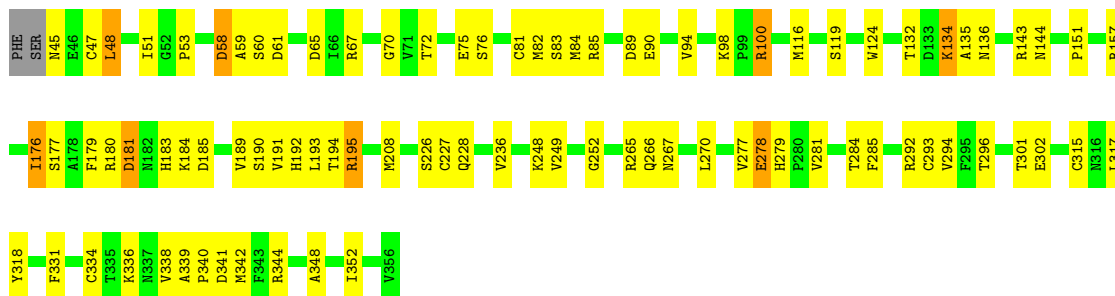 PHE SER N45 E46 C47 L48 I51 G52 P53 D58 A59 S60 D61 D65 I66 R67 G70 V71 T72 E75 S76 C81 M82 S83 M84 R85 D89 E90 V94 K98 P99 R100 M116 S119 W124 T132 D133 K134 A135 N136 R143 N144 P151
I176 S177 A178 F179 R180 D181 N182 H183 K184 D185 V189 S190 V191 H192 L193 T194 R195 M208 S226 C227 Q228 V236 K248 V249 G252 R265 Q266 N267 L270 V277 E278 H279 P280 V281 T284 F285 R292 C293 V294 F295 T296 T301 E302 C315 N316
Y318 F331 C334 T335 K336 N337 V338 A339 P340 D341 M342 F343 R344 A348 I352 V356